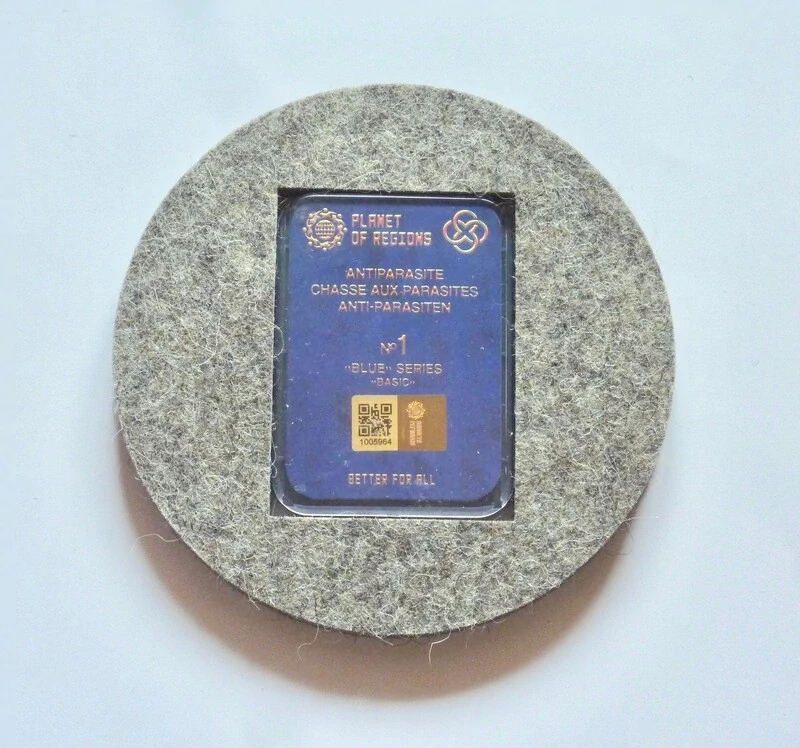 PLANET
OF REGIONS
ANTIPARASITE
CHASSE AUX PARASITES
ANTI-PARASITEN
Nº1
"BLUE" SERIES
"BASIC"
1005964
BETTER FOR ALL